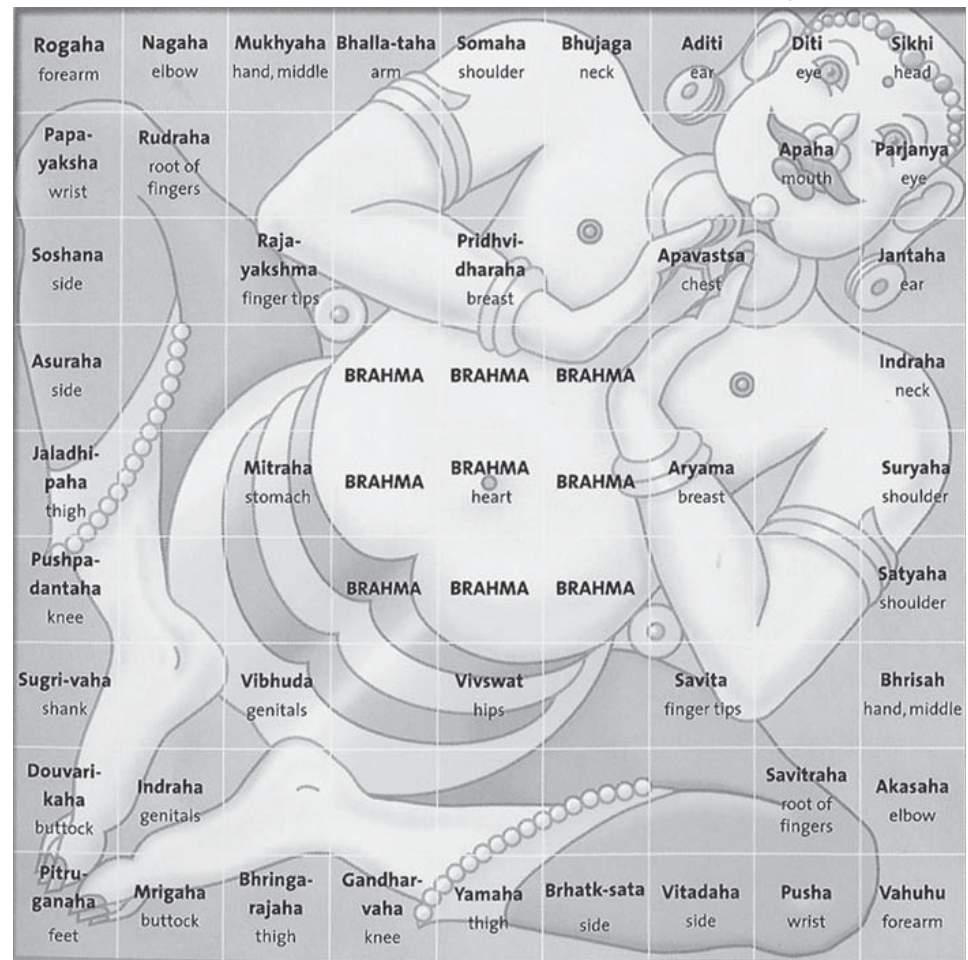 Rogaha
forearm
Nagaha
elbow
Mukhyaha
hand, middle
Bhalla-taha
arm
Somaha
shoulder
Bhujaga
neck
Aditi
ear
Diti
eye
Sikhi
head
Papa-
yaksha
wrist
Rudraha
root of
fingers
Apaha
mouth
Parjanya
eye
Soshana
side
Raja-
yakshma
finger tips
Pridhvi-
dharaha
breast
Apavastsa
chest
Jantaha
ear
Asuraha
side
BRAHMA
BRAHMA
BRAHMA
Indraha
neck
Jaladhi-
paha
thigh
Mitraha
stomach
BRAHMA
BRAHMA
heart
BRAHMA
Aryama
breast
Suryaha
shoulder
Pushpa-
dantaha
knee
BRAHMA
BRAHMA
BRAHMA
Satyaha
shoulder
Sugri-vaha
shank
Vibhuda
genitals
Vivswat
hips
Savita
finger tips
Bhrisah
hand, middle
Douvari-
kaha
buttock
Indraha
genitals
Savitraha
root of
fingers
Akasaha
elbow
Pitru-
ganaha
feet
Mrigaha
buttock
Bhringa-
rajaha
thigh
Gandhar-
vaha
knee
Yamaha
thigh
Brhatk-sata
side
Vitadaha
side
Pusha
wrist
Vahuhu
forearm